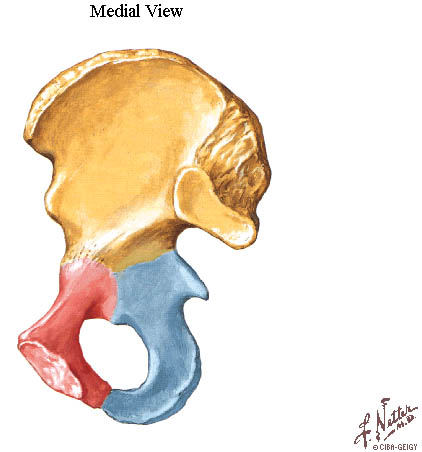 Medial View
F. Netter
M.D.
© CIBA-GEIGY